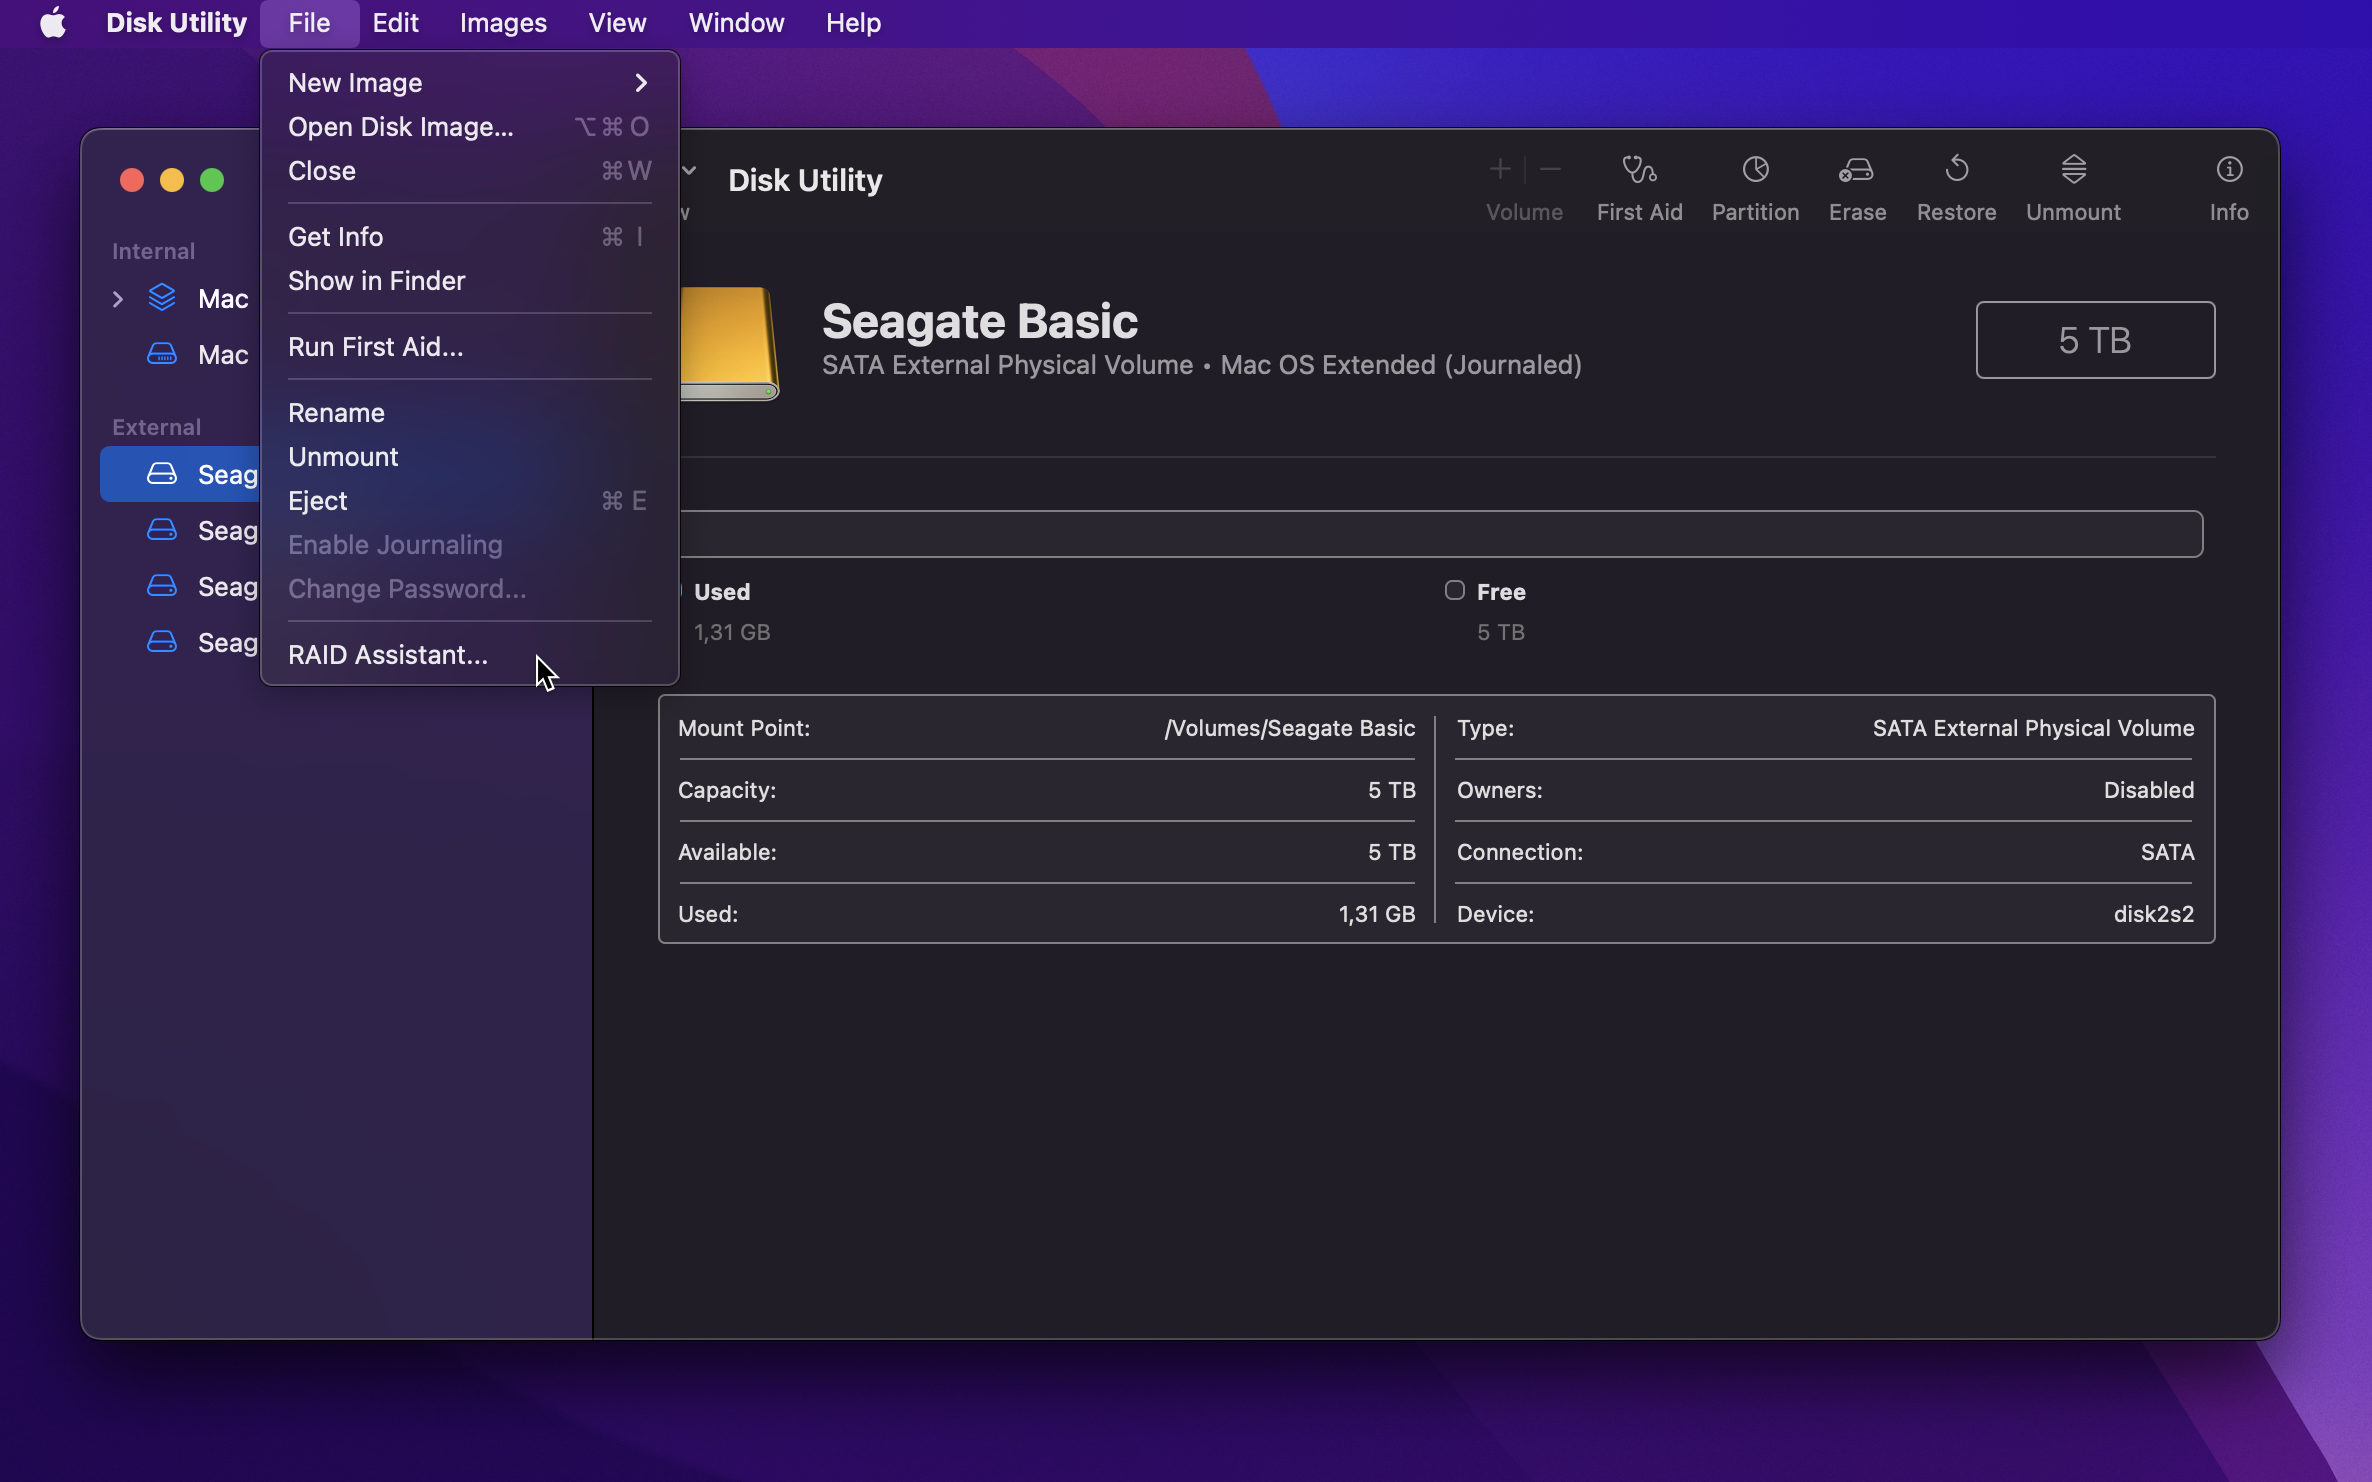 Disk Utility File Edit Images View Window Help
New Image
Open Disk Image... ⌥⌘O
Close ⌘W
Get Info ⌘ I
Show in Finder
Run First Aid...
Rename
Unmount
Eject ⌘ E
Enable Journaling
Change Password...
RAID Assistant...
Internal
Mac
Mac
External
Seag
Seag
Seag
Seag
Disk Utility
Volume First Aid Partition Erase Restore Unmount Info
Seagate Basic
SATA External Physical Volume • Mac OS Extended (Journaled)
5 TB
Used
1,31 GB
Free
5 TB
Mount Point: /Volumes/Seagate Basic
Capacity: 5 TB
Available: 5 TB
Used: 1,31 GB
Type: SATA External Physical Volume
Owners: Disabled
Connection: SATA
Device: disk2s2